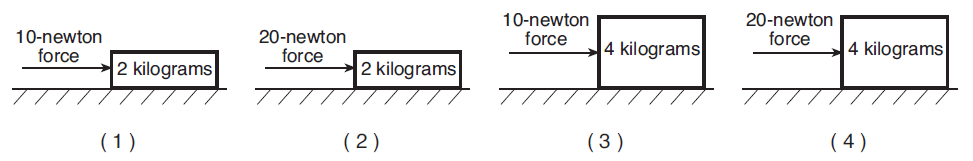 10-newton
force
2 kilograms
( 1 )
20-newton
force
2 kilograms
( 2 )
10-newton
force
4 kilograms
( 3 )
20-newton
force
4 kilograms
( 4 )